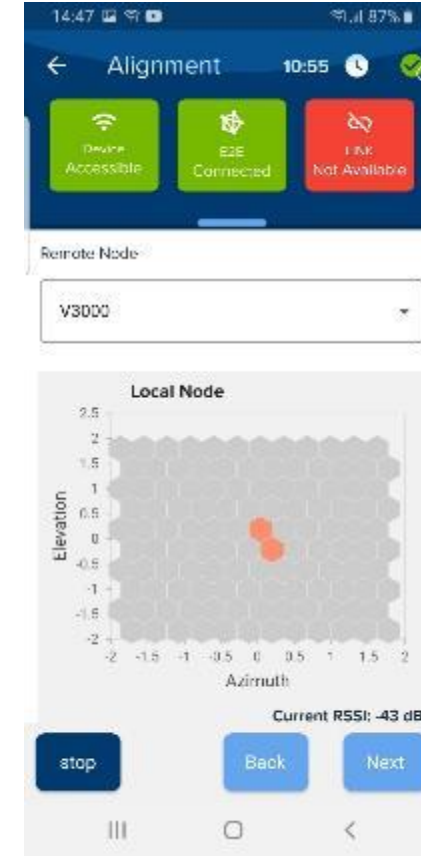 14:47 87%
Alignment 10:55
Device Accessible
E2E Connected
LINK Not Available
Remote Node
V3000
Local Node
2.5
2
1.5
1
0.5
0
-0.5
-1
-1.5
-2
Elevation
-2 -1.5 -1 -0.5 0 0.5 1 1.5 2
Azimuth
Current RSSI: -43 dB
stop Back Next